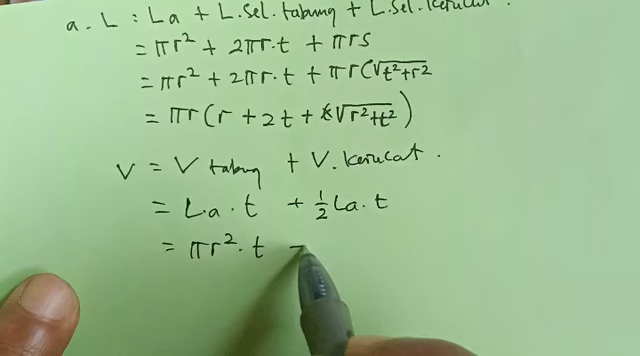 a. L : La + L.sel.tabung + L.sel.kerucut.
= πr² + 2πr.t + πrs
= πr² + 2πr.t + πr(√t²+r²
= πr(r + 2t + √r²+t²)
V = V tabung + V. kerucut.
= La.t + 1/2 La.t
= πr².t −